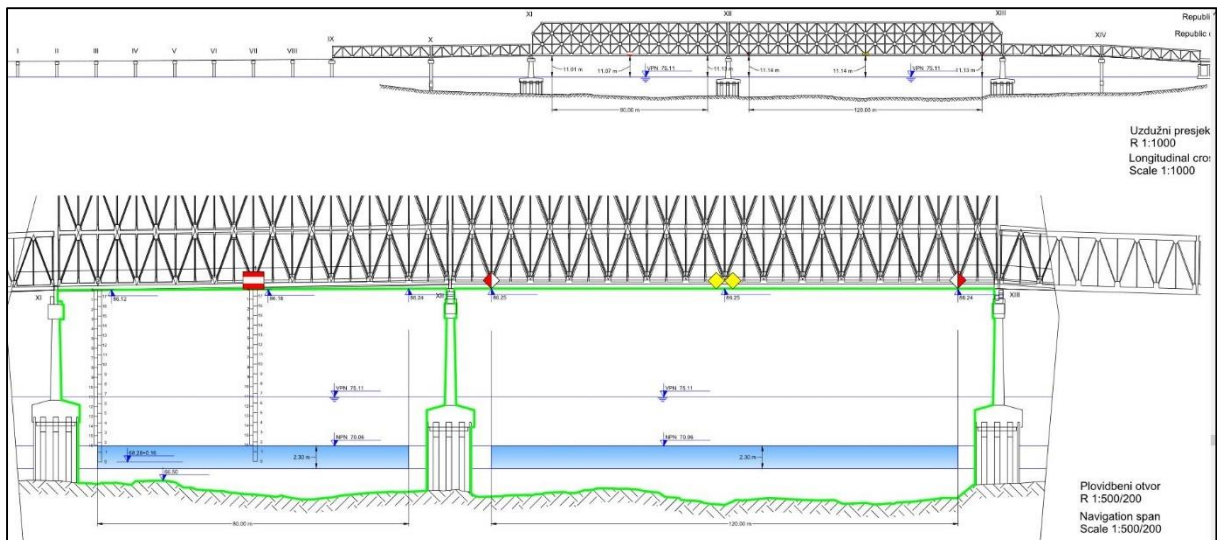 XI
XII
XIII
Republi
Republic
I
II
III
IV
V
VI
VII
VIII
IX
X
XIV
11.01 m
11.07 m
11.13 m
11.14 m
11.14 m
11.13 m
VPN 75.11
VPN 75.11
120.00 m
Uzdužni presjek
R 1:1000
Longitudinal cros
Scale 1:1000
XI
XII
XIII
86.12
86.18
86.24
86.25
86.25
86.24
VPN 75.11
VPN 75.11
NPN 70.06
NPN 70.06
2.30 m
2.30 m
66.50
120.00 m
Plovidbeni otvor
R 1:500/200
Navigation span
Scale 1:500/200